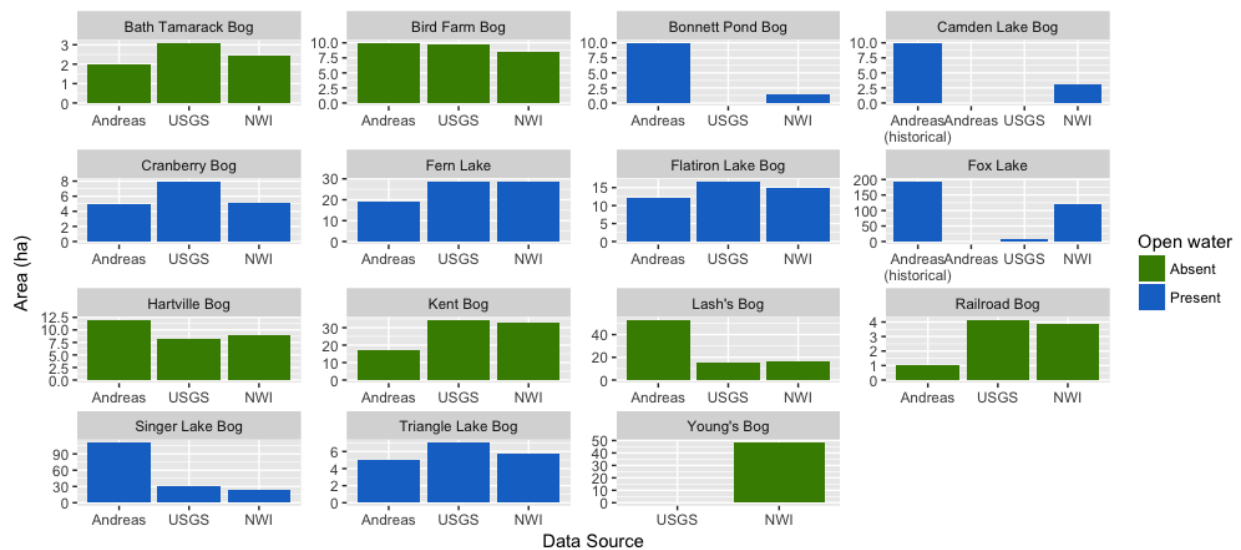 Bath Tamarack Bog
3
2
1
0
Andreas USGS NWI
Bird Farm Bog
10.0
7.5
5.0
2.5
0.0
Andreas USGS NWI
Bonnett Pond Bog
10.0
7.5
5.0
2.5
0.0
Andreas USGS NWI
Camden Lake Bog
10.0
7.5
5.0
2.5
0.0
Andreas Andreas USGS NWI
(historical)
Cranberry Bog
8
6
4
2
0
Andreas USGS NWI
Fern Lake
30
20
10
0
Andreas USGS NWI
Flatiron Lake Bog
15
10
5
0
Andreas USGS NWI
Fox Lake
200
150
100
50
0
Andreas Andreas USGS NWI
(historical)
Hartville Bog
12.5
10.0
7.5
5.0
2.5
0.0
Andreas USGS NWI
Kent Bog
30
20
10
0
Andreas USGS NWI
Lash's Bog
40
20
0
Andreas USGS NWI
Railroad Bog
4
3
2
1
0
Andreas USGS NWI
Singer Lake Bog
90
60
30
0
Andreas USGS NWI
Triangle Lake Bog
6
4
2
0
Andreas USGS NWI
Young's Bog
50
40
30
20
10
0
USGS NWI
Area (ha)
Data Source
Open water
Absent
Present